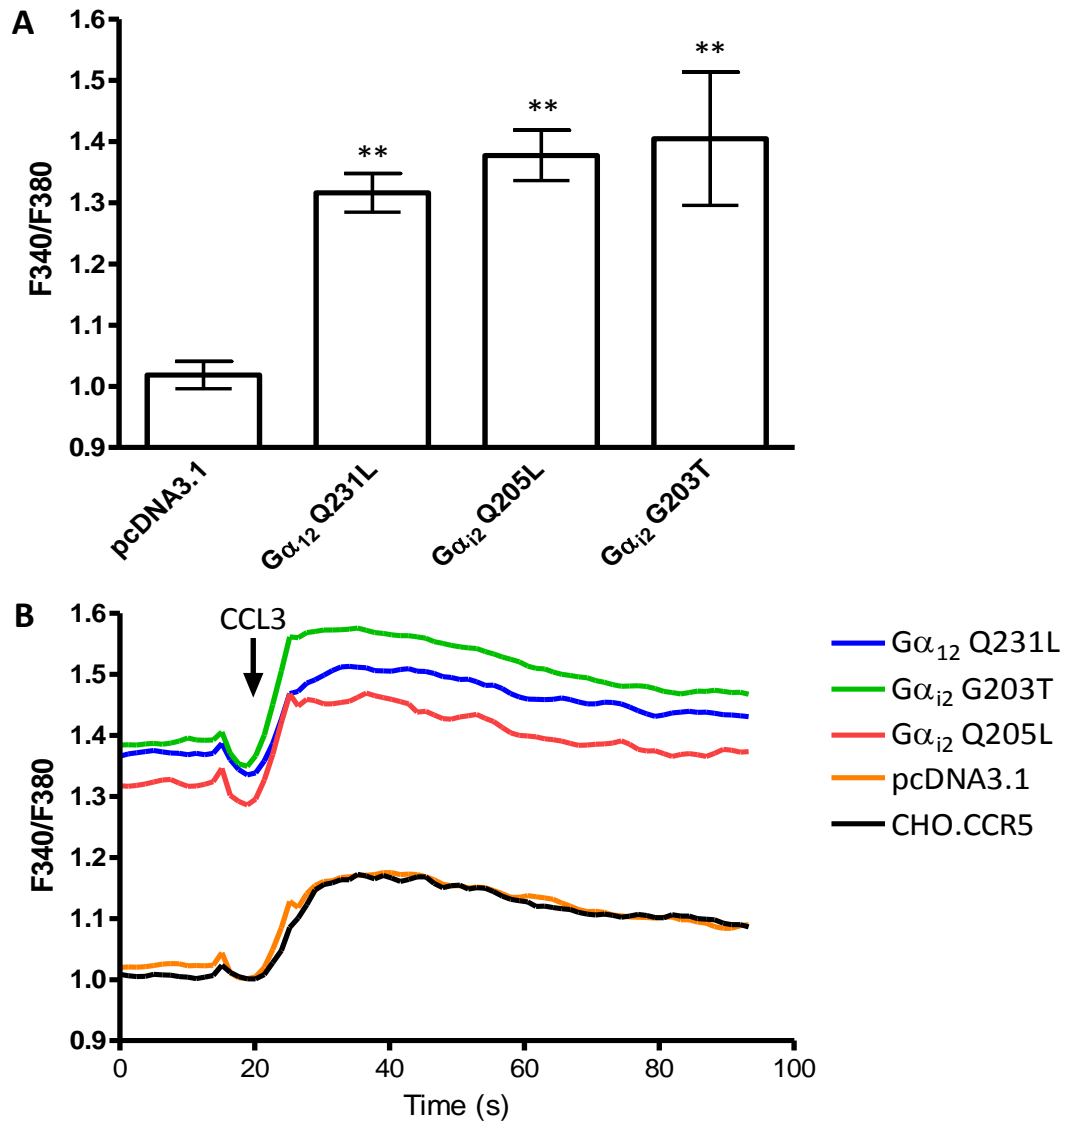 A
1.6
1.5
1.4
1.3
1.2
1.1
1.0
0.9
F340/F380
**
**
**
pcDNA3.1
Gα12 Q231L
Gαi2 Q205L
Gαi2 G203T
B
1.6
1.5
1.4
1.3
1.2
1.1
1.0
0.9
F340/F380
CCL3
0
20
40
60
80
100
Time (s)
Gα12 Q231L
Gαi2 G203T
Gαi2 Q205L
pcDNA3.1
CHO.CCR5